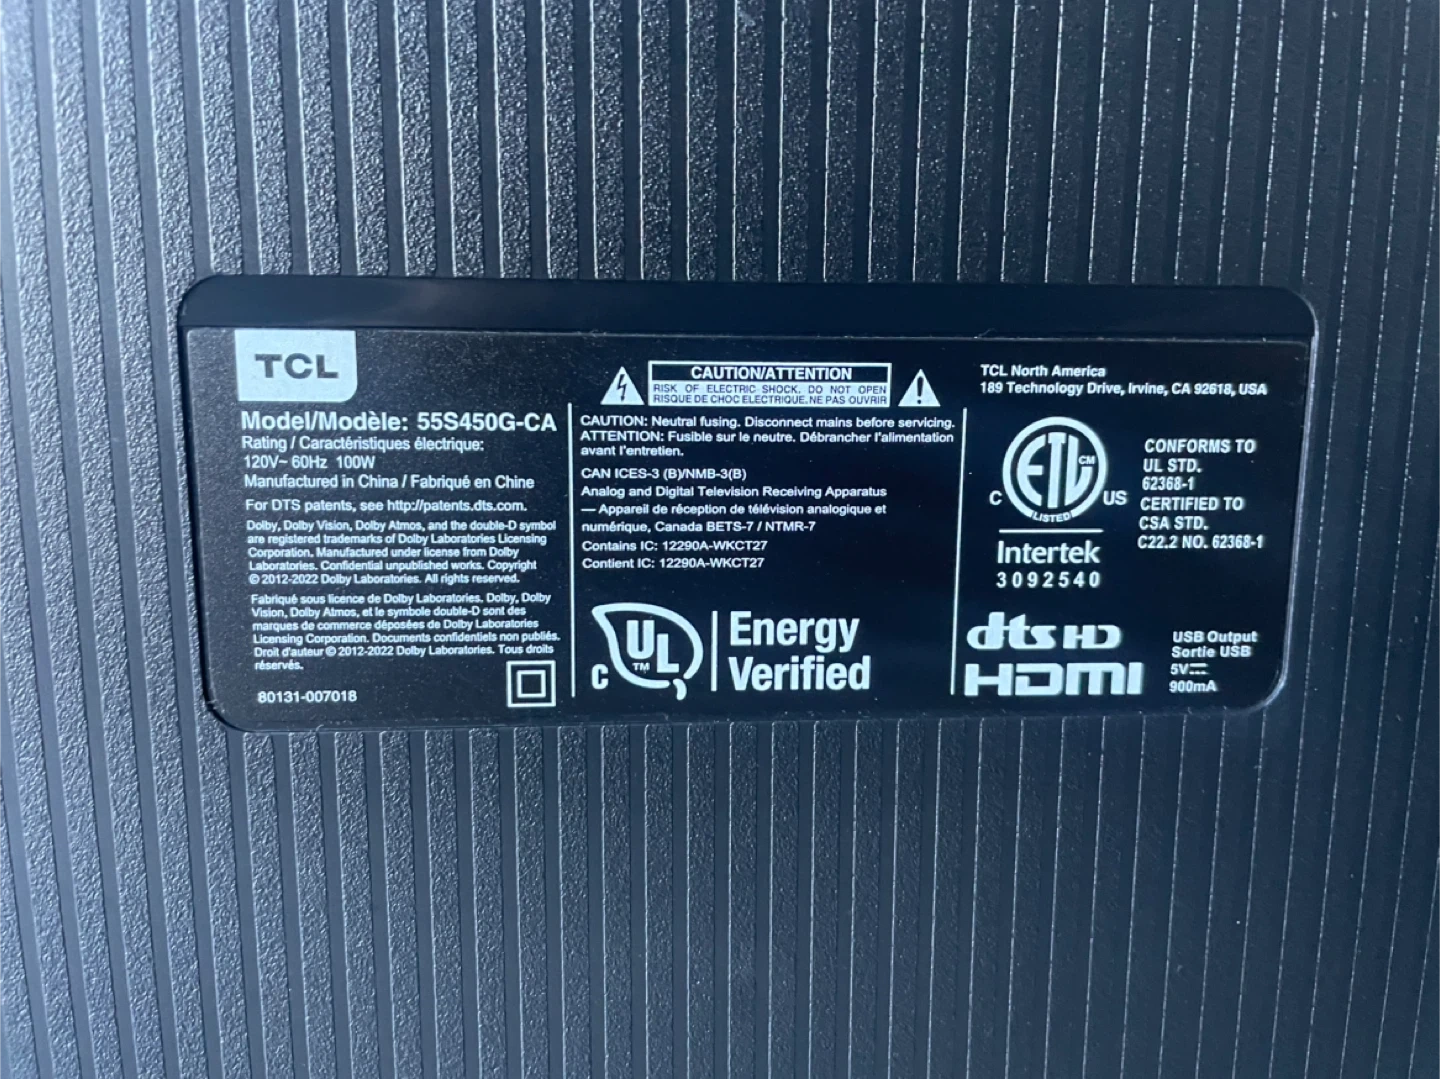 TCL
Model/Modèle: 55S450G-CA
Rating / Caractéristiques électrique:
120V~ 60Hz 100W
Manufactured in China / Fabriqué en Chine
For DTS patents, see http://patents.dts.com.
Dolby, Dolby Vision, Dolby Atmos, and the double-D symbol
are registered trademarks of Dolby Laboratories Licensing
Corporation. Manufactured under license from Dolby
Laboratories. Confidential unpublished works. Copyright
© 2012-2022 Dolby Laboratories. All rights reserved.
Fabriqué sous licence de Dolby Laboratories. Dolby, Dolby
Vision, Dolby Atmos, et le symbole double-D sont des
marques de commerce déposées de Dolby Laboratories
Licensing Corporation. Documents confidentiels non publiés.
Droit d'auteur © 2012-2022 Dolby Laboratories. Tous droits
réservés.
80131-007018
CAUTION/ATTENTION
RISK OF ELECTRIC SHOCK, DO NOT OPEN
RISQUE DE CHOC ELECTRIQUE.NE PAS OUVRIR
CAUTION: Neutral fusing. Disconnect mains before servicing.
ATTENTION: Fusible sur le neutre. Débrancher l'alimentation
avant l'entretien.
CAN ICES-3 (B)/NMB-3(B)
Analog and Digital Television Receiving Apparatus
— Appareil de réception de télévision analogique et
numérique, Canada BETS-7 / NTMR-7
Contains IC: 12290A-WKCT27
Contient IC: 12290A-WKCT27
C UL TM
Energy
Verified
TCL North America
189 Technology Drive, Irvine, CA 92618, USA
C ETL CM US
LISTED
Intertek
3092540
CONFORMS TO
UL STD.
62368-1
CERTIFIED TO
CSA STD.
C22.2 NO. 62368-1
dts HD
HDMI
USB Output
Sortie USB
5V⎓
900mA